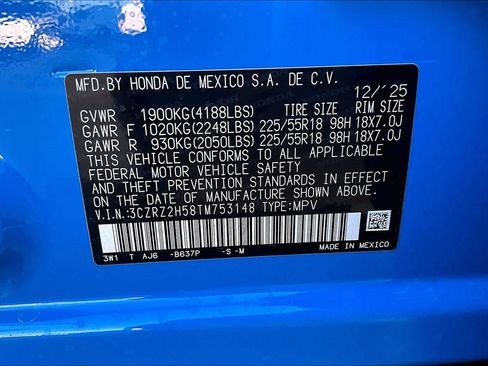 MFD.BY HONDA DE MEXICO S.A. DE C.V.
12/´25
GVWR 1900KG(4188LBS) TIRE SIZE RIM SIZE
GAWR F 1020KG(2248LBS) 225/55R18 98H 18X7.0J
GAWR R 930KG(2050LBS) 225/55R18 98H 18X7.0J
THIS VEHICLE CONFORMS TO ALL APPLICABLE
FEDERAL MOTOR VEHICLE SAFETY
AND THEFT PREVENTION STANDARDS IN EFFECT
ON THE DATE OF MANUFACTURE SHOWN ABOVE.
V.I.N:3CZRZ2H58TM753148 TYPE:MPV
3W1 T AJ6 -B637P -S -M
MADE IN MEXICO